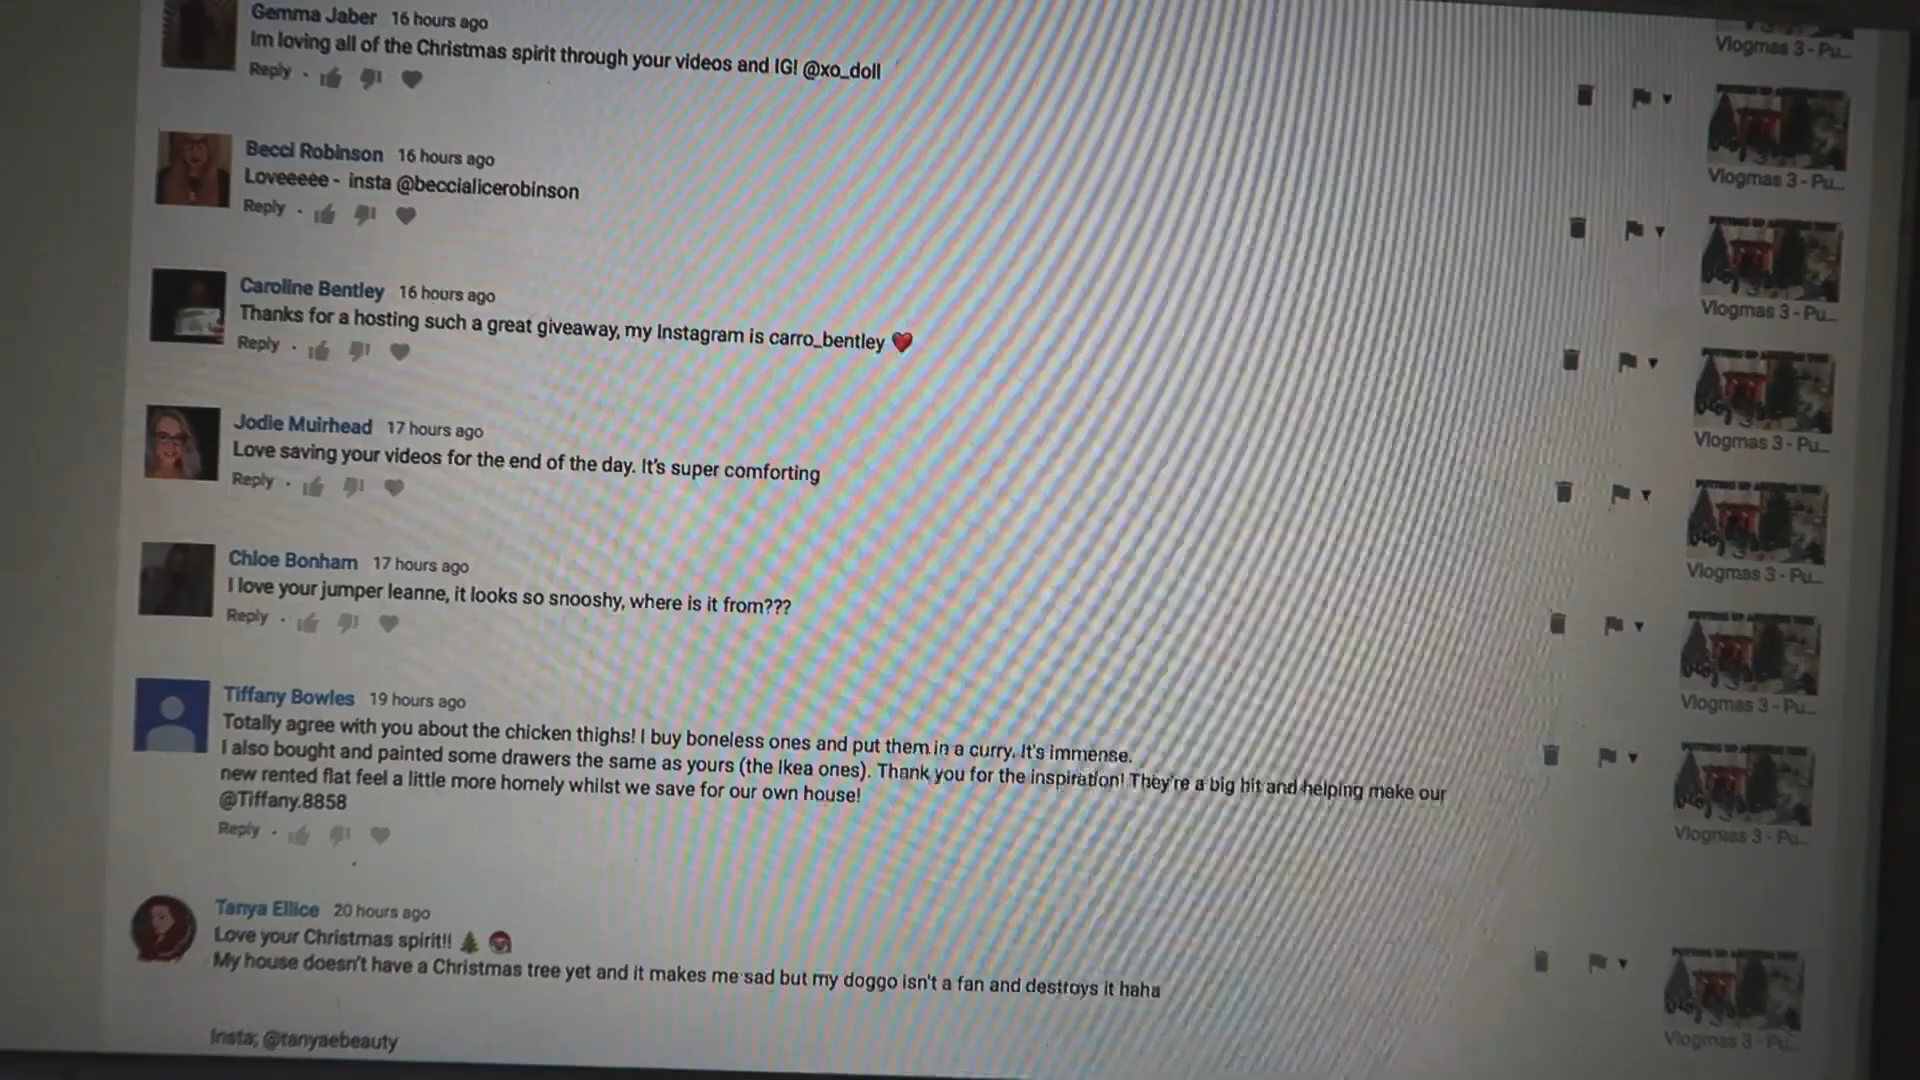 Vlogmas 3 - Pu...
Gemma Jaber 16 hours ago
Im loving all of the Christmas spirit through your videos and IG! @xo_doll
Reply
Vlogmas 3 - Pu...
Becci Robinson 16 hours ago
Loveeeee - insta @beccialicerobinson
Reply
Vlogmas 3 - Pu...
Caroline Bentley 16 hours ago
Thanks for a hosting such a great giveaway, my Instagram is carro_bentley ❤️
Reply
Vlogmas 3 - Pu...
Jodie Muirhead 17 hours ago
Love saving your videos for the end of the day. It's super comforting
Reply
Vlogmas 3 - Pu...
Chloe Bonham 17 hours ago
I love your jumper leanne, it looks so snooshy, where is it from???
Reply
Vlogmas 3 - Pu...
Tiffany Bowles 19 hours ago
Totally agree with you about the chicken thighs! I buy boneless ones and put them in a curry. It's immense.
I also bought and painted some drawers the same as yours (the Ikea ones). Thank you for the inspiration! They're a big hit and helping make our
new rented flat feel a little more homely whilst we save for our own house!
@Tiffany.8858
Reply
Vlogmas 3 - Pu...
Tanya Ellice 20 hours ago
Love your Christmas spirit!! 🎄 🎅
My house doesn't have a Christmas tree yet and it makes me sad but my doggo isn't a fan and destroys it haha
Insta; @tanyaebeauty
Vlogmas 3 - Pu...